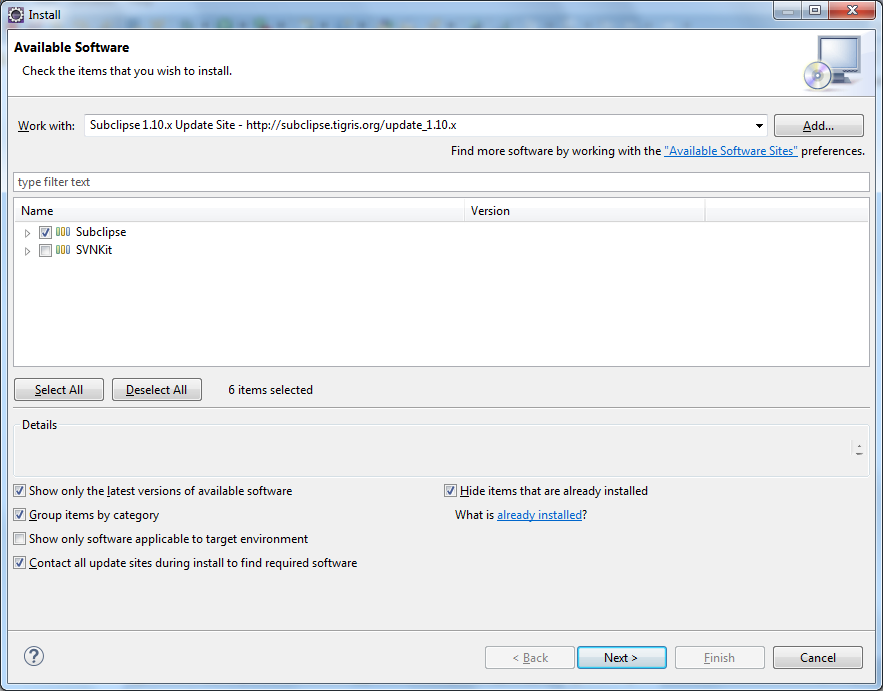 Install
Available Software
Check the items that you wish to install.
Work with: Subclipse 1.10.x Update Site - http://subclipse.tigris.org/update_1.10.x Add...
Find more software by working with the "Available Software Sites" preferences.
type filter text
Name Version
Subclipse
SVNKit
Select All Deselect All 6 items selected
Details
Show only the latest versions of available software Hide items that are already installed
Group items by category What is already installed?
Show only software applicable to target environment
Contact all update sites during install to find required software
? < Back Next > Finish Cancel